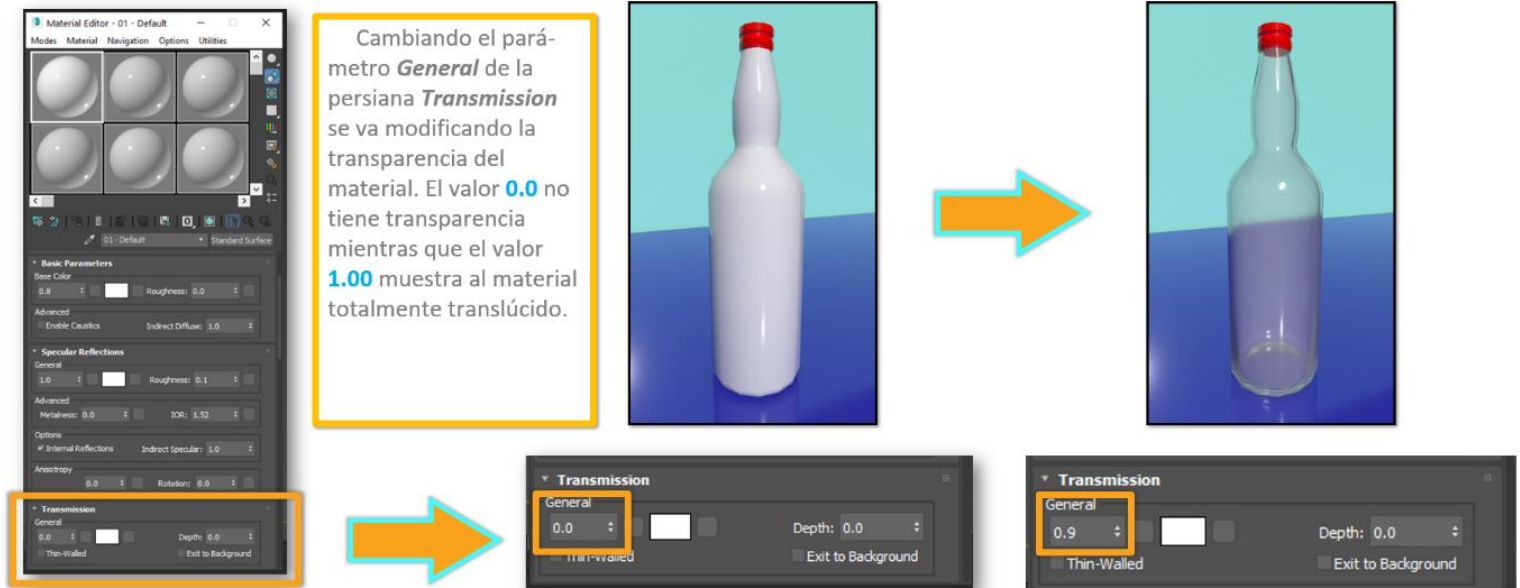 Material Editor - 01 - Default
Modes Material Navigation Options Utilities
01 - Default Standard Surface
Basic Parameters
Base Color
0.8 Roughness: 0.0
Advanced
Enable Caustics Indirect Diffuse: 1.0
Specular Reflections
General
1.0 Roughness: 0.1
Advanced
Metalness: 0.0 IOR: 1.52
Options
Internal Reflections Indirect Specular: 1.0
Anisotropy
0.0 Rotation: 0.0
Transmission
General
0.0 Depth: 0.0
Thin-Walled Exit to Background
Cambiando el pará-
metro General de la
persiana Transmission
se va modificando la
transparencia del
material. El valor 0.0 no
tiene transparencia
mientras que el valor
1.00 muestra al material
totalmente translúcido.
Transmission
General
0.0 Depth: 0.0
Thin-Walled Exit to Background
Transmission
General
0.9 Depth: 0.0
Thin-Walled Exit to Background